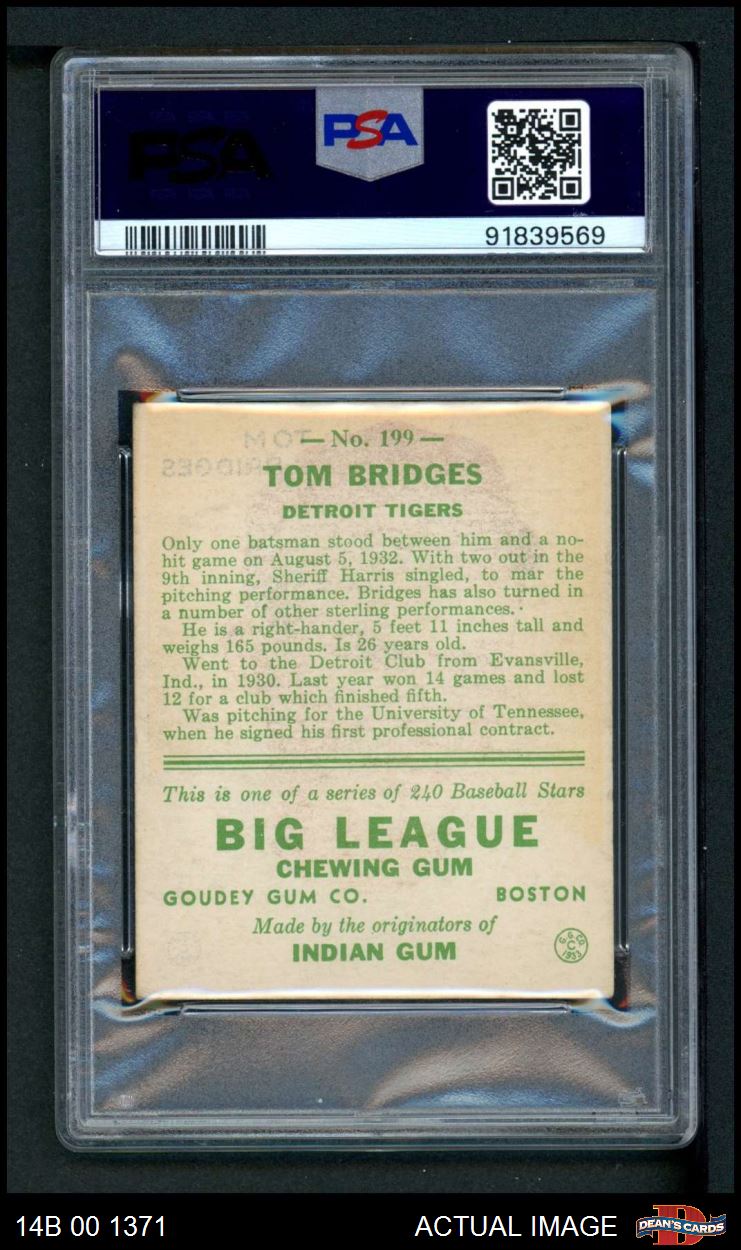 PSA
PSA
91839569
— No. 199 —
TOM BRIDGES
DETROIT TIGERS
Only one batsman stood between him and a no-
hit game on August 5, 1932. With two out in the
9th inning, Sheriff Harris singled, to mar the
pitching performance. Bridges has also turned in
a number of other sterling performances.
He is a right-hander, 5 feet 11 inches tall and
weighs 165 pounds. Is 26 years old.
Went to the Detroit Club from Evansville,
Ind., in 1930. Last year won 14 games and lost
12 for a club which finished fifth.
Was pitching for the University of Tennessee,
when he signed his first professional contract.
This is one of a series of 240 Baseball Stars
BIG LEAGUE
CHEWING GUM
GOUDEY GUM CO. BOSTON
Made by the originators of
INDIAN GUM
G.G.CO.
C
1933
14B 00 1371 ACTUAL IMAGE DEAN'S CARDS